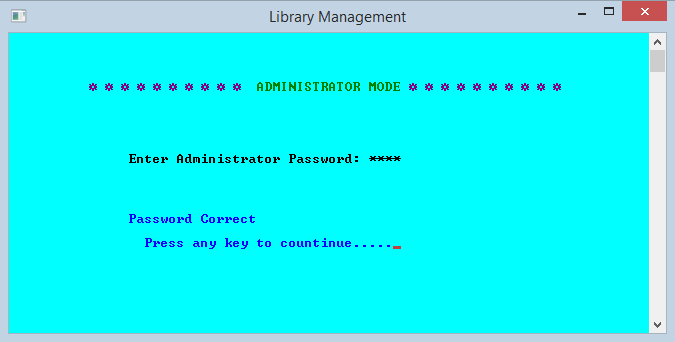 Library Management
☼ ☼ ☼ ☼ ☼ ☼ ☼ ☼ ☼ ☼ ADMINISTRATOR MODE ☼ ☼ ☼ ☼ ☼ ☼ ☼ ☼ ☼ ☼
Enter Administrator Password: ****
Password Correct
Press any key to countinue....._